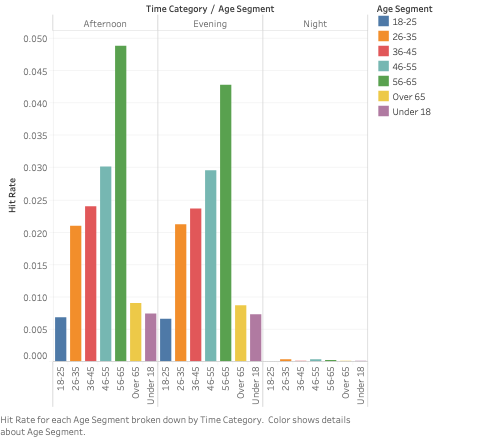 Time Category / Age Segment
Afternoon
Evening
Night
Age Segment
18-25
26-35
36-45
46-55
56-65
Over 65
Under 18
Hit Rate
0.050
0.045
0.040
0.035
0.030
0.025
0.020
0.015
0.010
0.005
0.000
18-25
26-35
36-45
46-55
56-65
Over 65
Under 18
18-25
26-35
36-45
46-55
56-65
Over 65
Under 18
18-25
26-35
36-45
46-55
56-65
Over 65
Under 18
Hit Rate for each Age Segment broken down by Time Category.  Color shows details
about Age Segment.